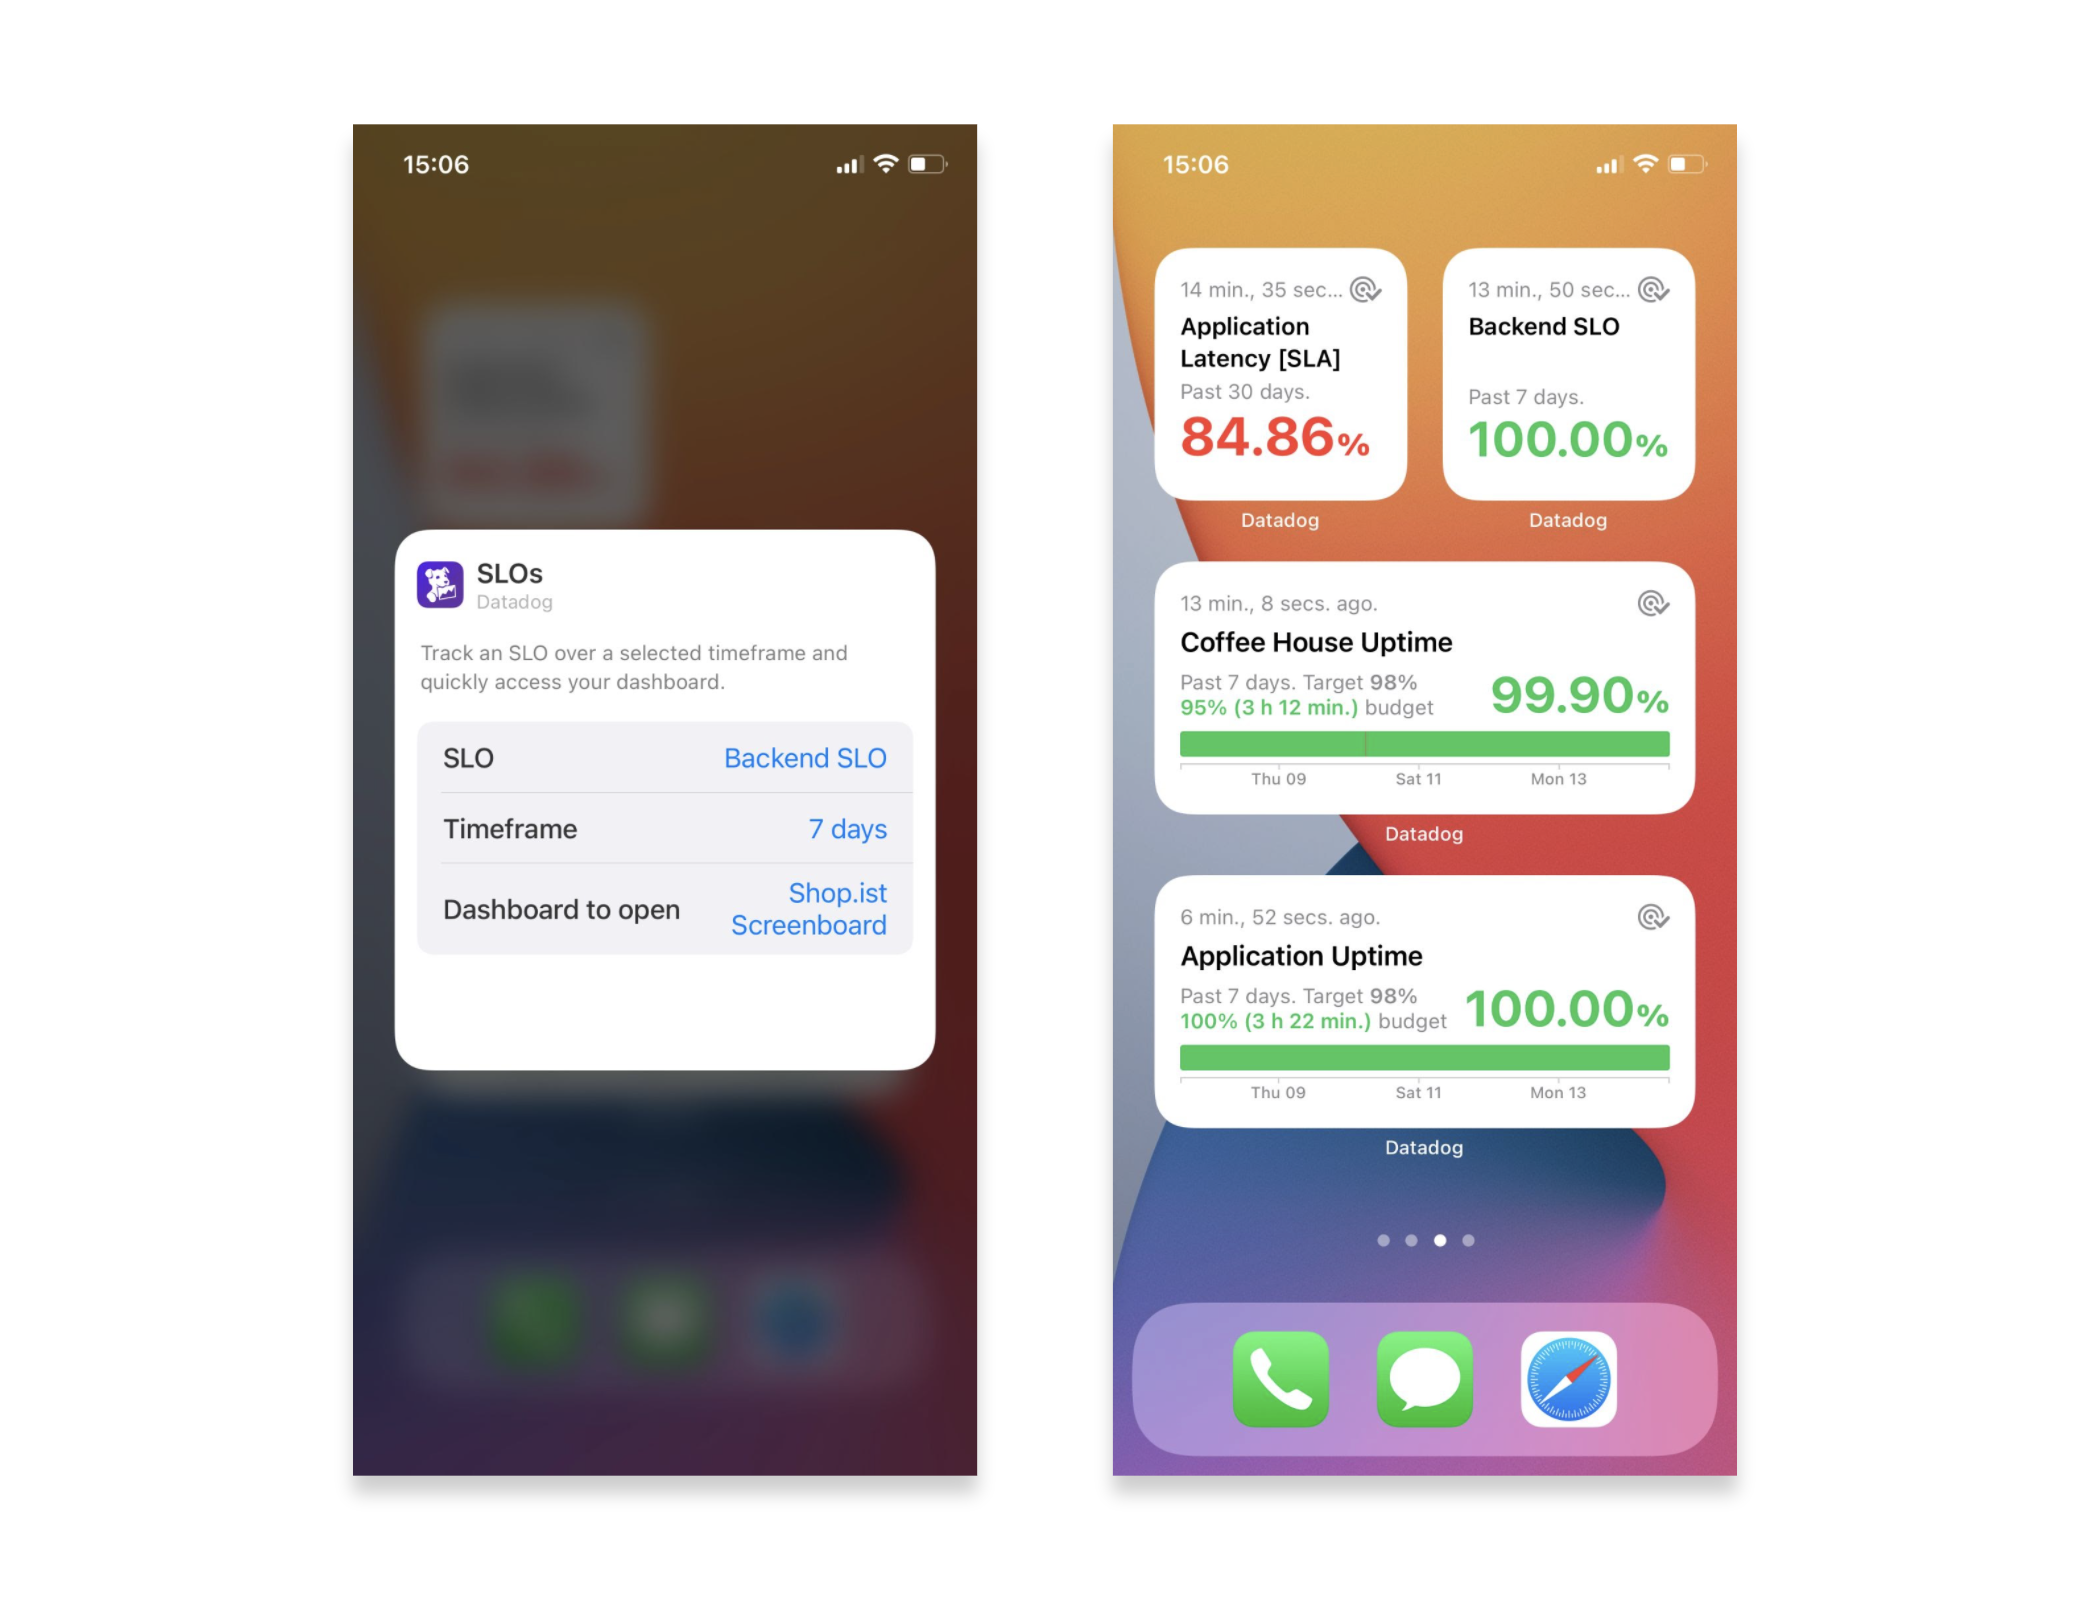 15:06
SLOs
Datadog
Track an SLO over a selected timeframe and
quickly access your dashboard.
SLO
Backend SLO
Timeframe
7 days
Dashboard to open
Shop.ist
Screenboard
15:06
14 min., 35 sec...
Application
Latency [SLA]
Past 30 days.
84.86%
Datadog
13 min., 50 sec...
Backend SLO
Past 7 days.
100.00%
Datadog
13 min., 8 secs. ago.
Coffee House Uptime
Past 7 days. Target 98%
95% (3 h 12 min.) budget
99.90%
Thu 09 Sat 11 Mon 13
Datadog
6 min., 52 secs. ago.
Application Uptime
Past 7 days. Target 98%
100% (3 h 22 min.) budget
100.00%
Thu 09 Sat 11 Mon 13
Datadog